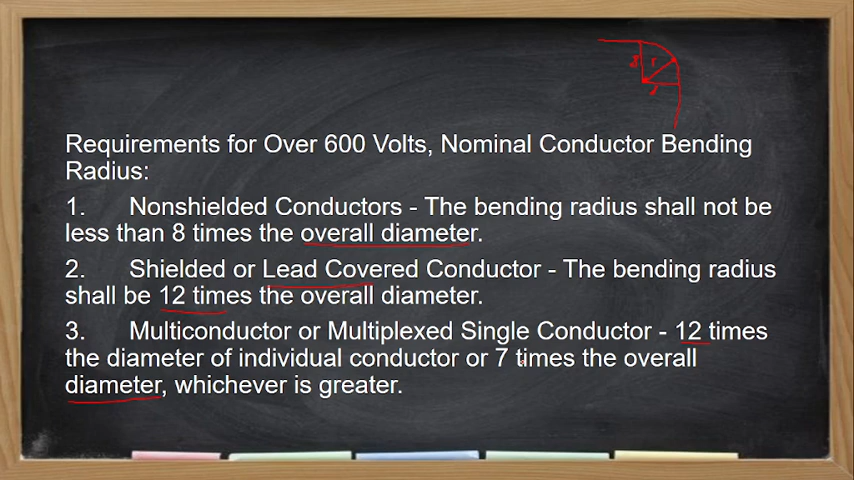 Requirements for Over 600 Volts, Nominal Conductor Bending
Radius:
1. Nonshielded Conductors - The bending radius shall not be
less than 8 times the overall diameter.
2. Shielded or Lead Covered Conductor - The bending radius
shall be 12 times the overall diameter.
3. Multiconductor or Multiplexed Single Conductor - 12 times
the diameter of individual conductor or 7 times the overall
diameter, whichever is greater.